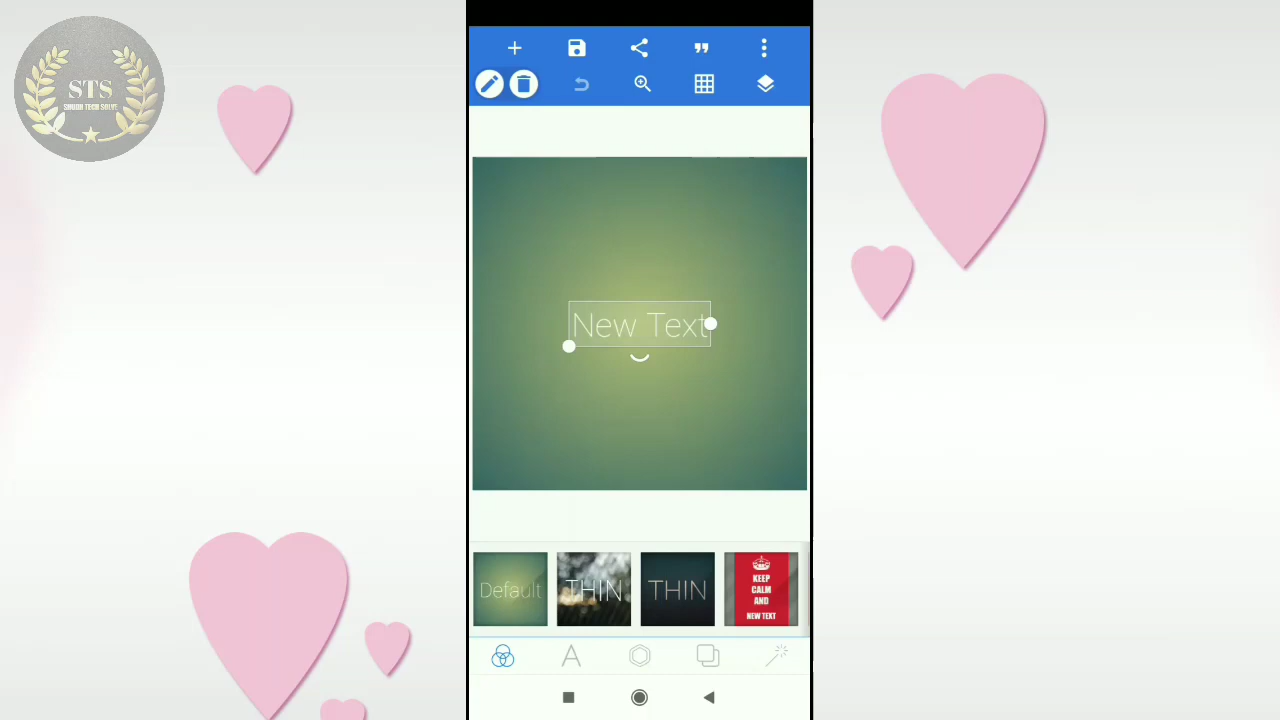 STS
New Text
Default
THIN
THIN
KEEP
CALM
AND
NEW TEXT